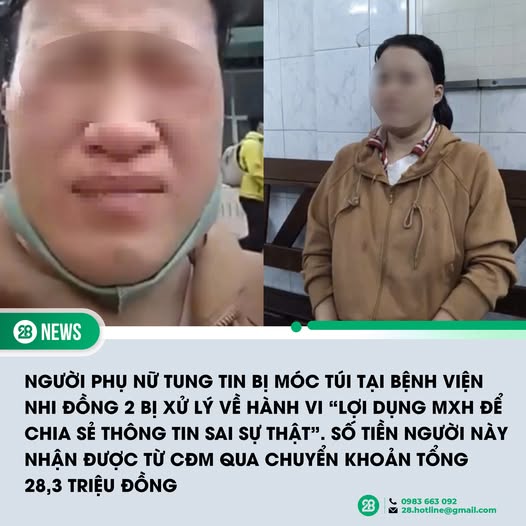 28 NEWS
NGƯỜI PHỤ NỮ TUNG TIN BỊ MÓC TÚI TẠI BỆNH VIỆN
NHI ĐỒNG 2 BỊ XỬ LÝ VỀ HÀNH VI “LỢI DỤNG MXH ĐỂ
CHIA SẺ THÔNG TIN SAI SỰ THẬT”. SỐ TIỀN NGƯỜI NÀY
NHẬN ĐƯỢC TỪ CĐM QUA CHUYỂN KHOẢN TỔNG
28,3 TRIỆU ĐỒNG
28
0983 663 092
28.hotline@gmail.com